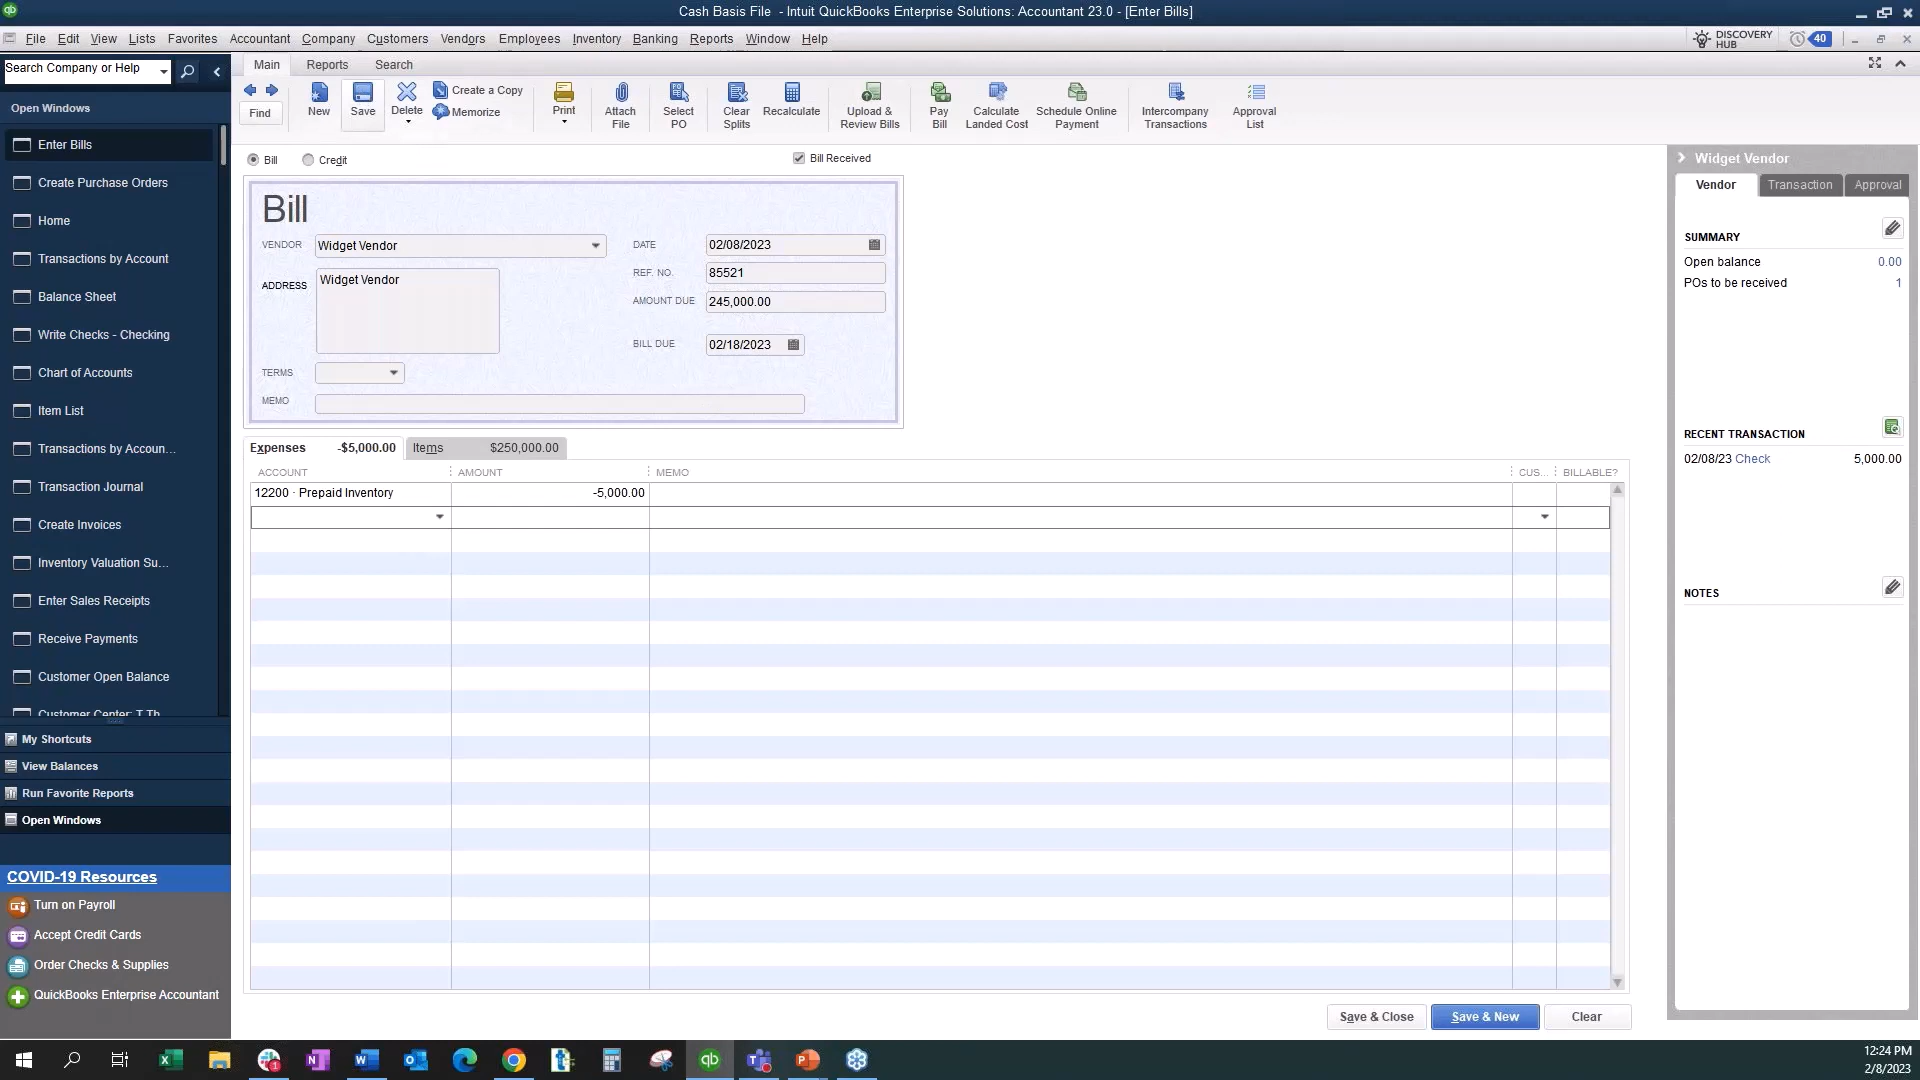 Cash Basis File - Intuit QuickBooks Enterprise Solutions: Accountant 23.0 - [Enter Bills]
File Edit View Lists Favorites Accountant Company Customers Vendors Employees Inventory Banking Reports Window Help
DISCOVERY
HUB
40
Search Company or Help
Main Reports Search
Find
New
Save
Delete
Create a Copy
Memorize
Print
Attach
File
Select
PO
Clear
Splits
Recalculate
Upload &
Review Bills
Pay
Bill
Calculate
Landed Cost
Schedule Online
Payment
Intercompany
Transactions
Approval
List
Open Windows
Enter Bills
Create Purchase Orders
Home
Transactions by Account
Balance Sheet
Write Checks - Checking
Chart of Accounts
Item List
Transactions by Accoun...
Transaction Journal
Create Invoices
Inventory Valuation Su...
Enter Sales Receipts
Receive Payments
Customer Open Balance
Customer Center: T Th
My Shortcuts
View Balances
Run Favorite Reports
Open Windows
COVID-19 Resources
Turn on Payroll
Accept Credit Cards
Order Checks & Supplies
QuickBooks Enterprise Accountant
Bill Credit Bill Received
Bill
VENDOR Widget Vendor
ADDRESS Widget Vendor
TERMS
MEMO
DATE 02/08/2023
REF. NO. 85521
AMOUNT DUE 245,000.00
BILL DUE 02/18/2023
Expenses -$5,000.00 Items $250,000.00
ACCOUNT AMOUNT MEMO CUS... BILLABLE?
12200 · Prepaid Inventory -5,000.00
Save & Close Save & New Clear
Widget Vendor
Vendor Transaction Approval
SUMMARY
Open balance 0.00
POs to be received 1
RECENT TRANSACTION
02/08/23 Check 5,000.00
NOTES
12:24 PM
2/8/2023